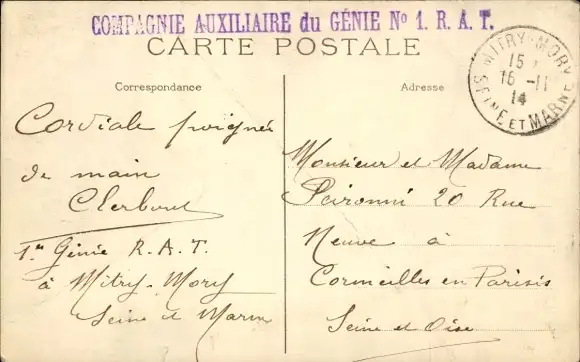 COMPAGNIE AUXILIAIRE du GÉNIE No 1. R. A. T.
CARTE POSTALE
Correspondance
Adresse
MITRY-MORY
15
16 -11
14
SEINE ET MARNE
Cordiale poignée
de main
1er Génie R.A.T.
à Mitry-Mory
Seine et Marne
Monsieur et Madame
20 Rue
Neuve à
Cormeilles en Parisis
Seine et Oise